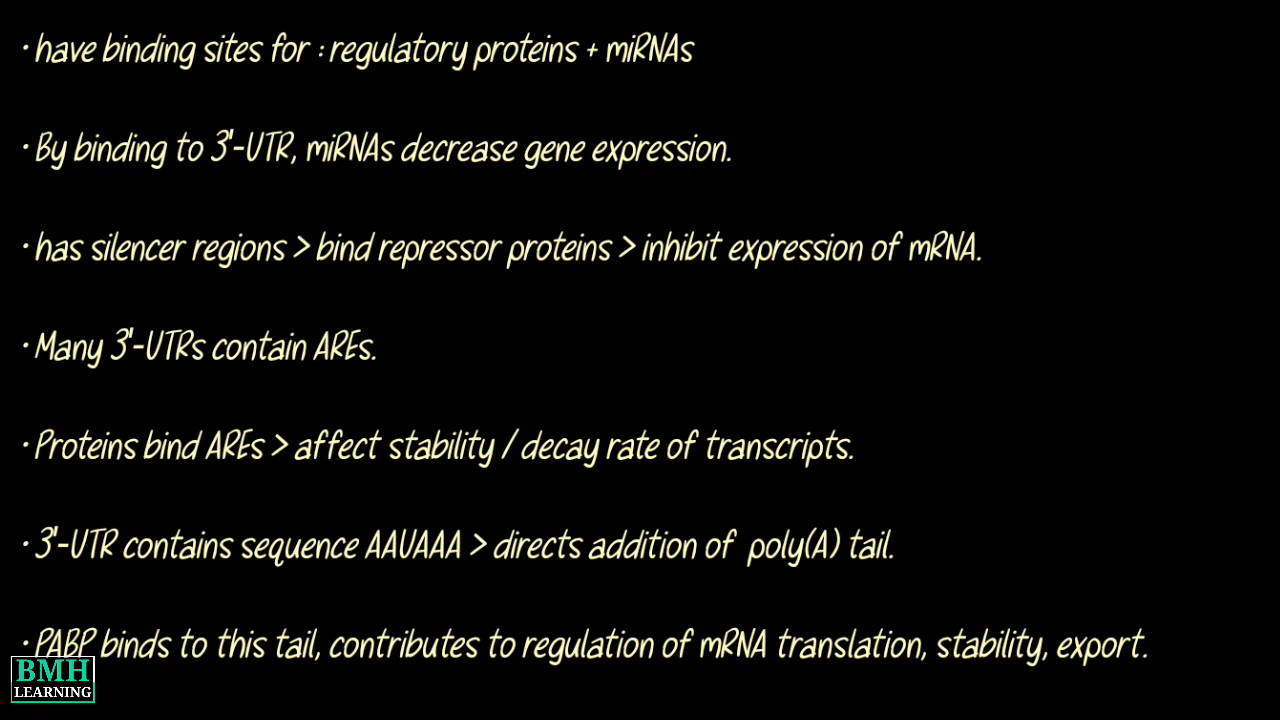 · have binding sites for : regulatory proteins + miRNAs
· By binding to 3'-UTR, miRNAs decrease gene expression.
· has silencer regions > bind repressor proteins > inhibit expression of mRNA.
· Many 3'-UTRs contain AREs.
· Proteins bind AREs > affect stability / decay rate of transcripts.
· 3'-UTR contains sequence AAUAAA > directs addition of poly(A) tail.
· PABP binds to this tail, contributes to regulation of mRNA translation, stability, export.
BMH
LEARNING